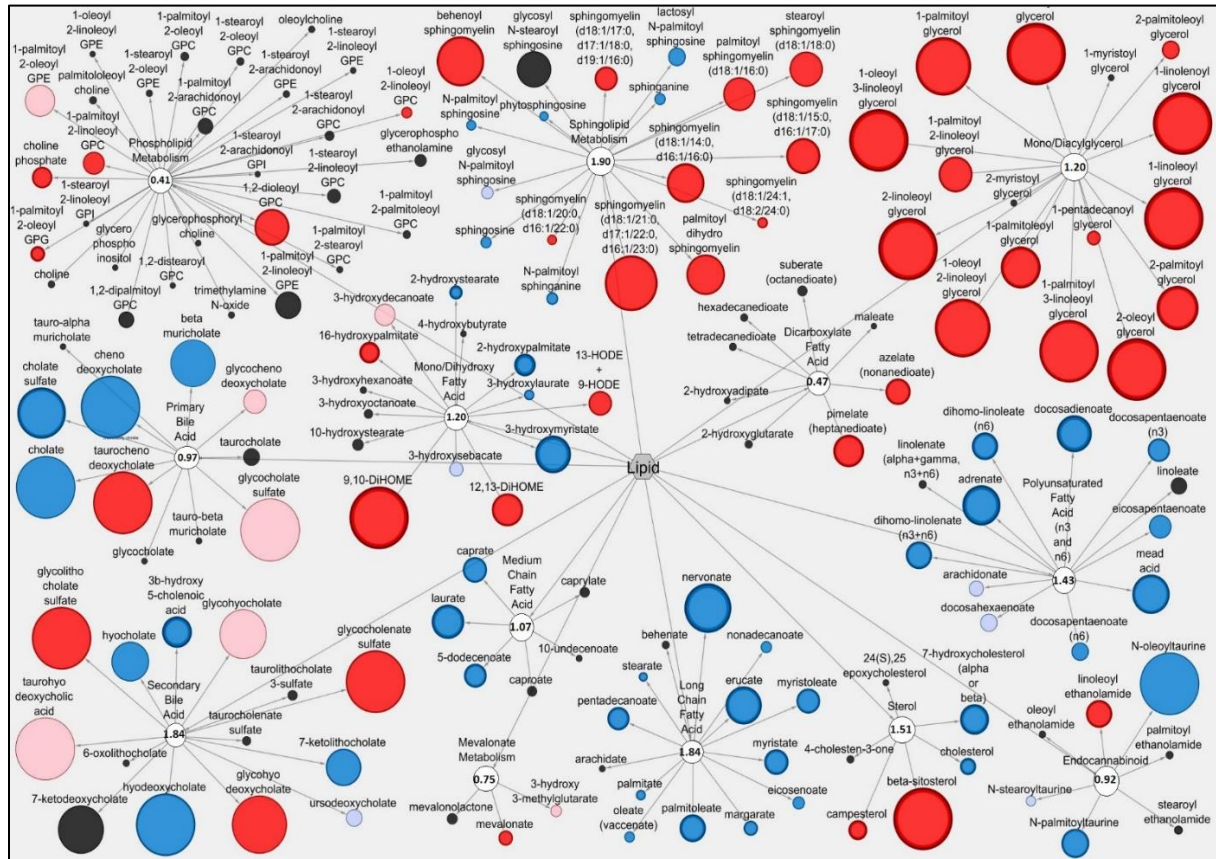 1-oleoyl
2-linoleoyl
GPE
1-palmitoyl
2-oleoyl
GPC
1-stearoyl
2-oleoyl
GPC
oleoylcholine
1-stearoyl
2-linoleoyl
GPE
1-palmitoyl
2-oleoyl
GPE
palmitoleoyl
choline
1-stearoyl
2-oleoyl
GPE
1-stearoyl
2-arachidonoyl
GPE
1-oleoyl
2-linoleoyl
GPC
1-palmitoyl
2-arachidonoyl
GPC
1-stearoyl
2-arachidonoyl
GPC
1-palmitoyl
2-linoleoyl
GPC
Phospholipid
Metabolism
0.41
1-stearoyl
2-arachidonoyl
GPI
glycerophospho
ethanolamine
choline
phosphate
1-stearoyl
2-linoleoyl
GPI
1-stearoyl
2-linoleoyl
GPC
1,2-dioleoyl
GPC
1-palmitoyl
2-oleoyl
GPG
glycerophosphoryl
choline
1-palmitoyl
2-palmitoleoyl
GPC
glycero
phospho
inositol
choline
1,2-distearoyl
GPC
1-palmitoyl
2-stearoyl
GPC
1-palmitoyl
2-linoleoyl
GPE
1,2-dipalmitoyl
GPC
trimethylamine
N-oxide
behenoyl
sphingomyelin
glycosyl
N-stearoyl
sphingosine
sphingomyelin
(d18:1/17:0,
d17:1/18:0,
d19:1/16:0)
lactosyl
N-palmitoyl
sphingosine
stearoyl
sphingomyelin
(d18:1/18:0)
palmitoyl
sphingomyelin
(d18:1/16:0)
N-palmitoyl
sphingosine
phytosphingosine
sphinganine
Sphingolipid
Metabolism
1.90
sphingomyelin
(d18:1/15:0,
d16:1/17:0)
sphingomyelin
(d18:1/14:0,
d16:1/16:0)
glycosyl
N-palmitoyl
sphingosine
sphingomyelin
(d18:1/24:1,
d18:2/24:0)
sphingomyelin
(d18:1/20:0,
d16:1/22:0)
sphingomyelin
(d18:1/21:0,
d17:1/22:0,
d16:1/23:0)
palmitoyl
dihydro
sphingomyelin
sphingosine
N-palmitoyl
sphinganine
1-palmitoyl
glycerol
glycerol
2-palmitoleoyl
glycerol
1-myristoyl
glycerol
1-oleoyl
3-linoleoyl
glycerol
1-linolenoyl
glycerol
1-palmitoyl
2-linoleoyl
glycerol
Mono/Diacylglycerol
1.20
1-linoleoyl
glycerol
2-linoleoyl
glycerol
2-myristoyl
glycerol
1-pentadecanoyl
glycerol
1-palmitoleoyl
glycerol
1-oleoyl
2-linoleoyl
glycerol
1-palmitoyl
3-linoleoyl
glycerol
2-palmitoyl
glycerol
2-oleoyl
glycerol
2-hydroxystearate
3-hydroxydecanoate
16-hydroxypalmitate
4-hydroxybutyrate
2-hydroxypalmitate
Mono/Dihydroxy
Fatty
Acid
1.20
3-hydroxylaurate
13-HODE
+
9-HODE
3-hydroxyhexanoate
3-hydroxyoctanoate
10-hydroxystearate
3-hydroxymyristate
3-hydroxysebacate
9,10-DiHOME
12,13-DiHOME
suberate
(octanedioate)
hexadecanedioate
tetradecanedioate
Dicarboxylate
Fatty
Acid
0.47
maleate
azelate
(nonanedioate)
2-hydroxyadipate
pimelate
(heptanedioate)
2-hydroxyglutarate
Lipid
tauro-alpha
muricholate
beta
muricholate
cheno
deoxycholate
cholate
sulfate
glycocheno
deoxycholate
Primary
Bile
Acid
0.97
taurocholate
cholate
taurocheno
deoxycholate
glycocholate
sulfate
tauro-beta
muricholate
glycocholate
dihomo-linoleate
(n6)
docosadienoate
docosapentaenoate
(n3)
linolenate
(alpha+gamma,
n3+n6)
linoleate
adrenate
Polyunsaturated
Fatty
Acid (n3
and
n6)
1.43
eicosapentaenoate
dihomo-linolenate
(n3+n6)
mead
acid
arachidonate
docosahexaenoate
docosapentaenoate
(n6)
glycolitho
cholate
sulfate
3b-hydroxy
5-cholenoic
acid
glycohyocholate
hyocholate
glycocholenate
sulfate
taurolithocholate
3-sulfate
Secondary
Bile
Acid
1.84
taurohyo
deoxycholic
acid
taurocholenate
sulfate
6-oxolithocholate
7-ketolithocholate
7-ketodeoxycholate
hyodeoxycholate
glycohyo
deoxycholate
ursodeoxycholate
caprate
Medium
Chain
Fatty
Acid
1.07
caprylate
laurate
5-dodecenoate
10-undecenoate
caproate
Mevalonate
Metabolism
0.75
mevalonolactone
mevalonate
3-hydroxy
3-methylglutarate
nervonate
behenate
nonadecanoate
stearate
Long
Chain
Fatty
Acid
1.84
erucate
myristoleate
pentadecanoate
arachidate
myristate
palmitate
eicosenoate
oleate
(vaccenate)
palmitoleate
margarate
24(S),25
epoxycholesterol
7-hydroxycholesterol
(alpha
or
beta)
Sterol
1.51
4-cholesten-3-one
cholesterol
beta-sitosterol
campesterol
N-oleoyltaurine
linoleoyl
ethanolamide
oleoyl
ethanolamide
palmitoyl
ethanolamide
Endocannabinoid
0.92
N-stearoyltaurine
N-palmitoyltaurine
stearoyl
ethanolamide